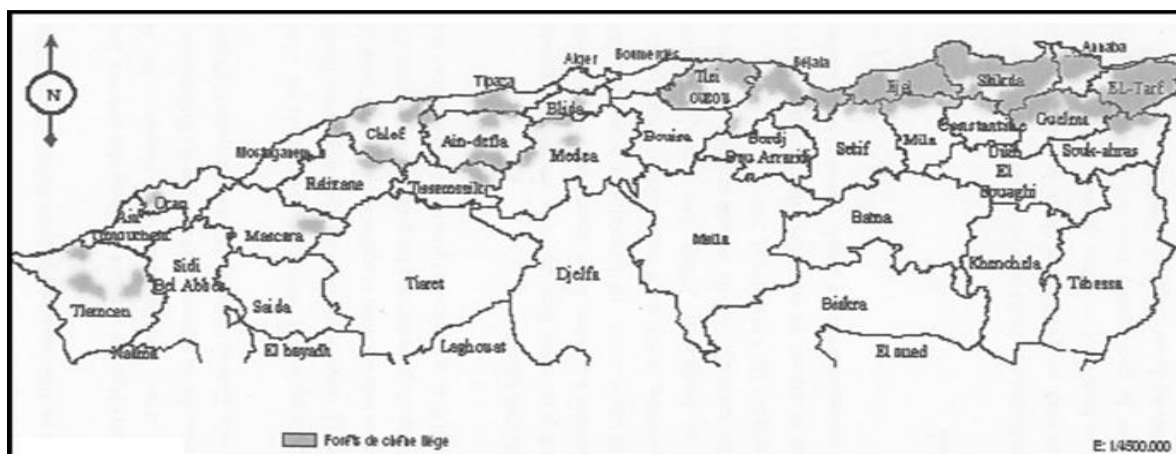 N
Alger
Boumerdes
Annaba
Tipaza
Tizi
ouzou
Bejaia
Jijel
Skikda
EL-Tarf
Chlef
Blida
Constantine
Guelma
Ain-defla
Medea
Bouira
Bordj
Bou Arraridj
Setif
Mila
Oum
El
Bouaghi
Souk-ahras
Mostaganem
Relizane
Tissemssilt
Oran
Ain
Timouchent
Mascara
Sidi
Bel Abbes
Msila
Batna
Khenchela
Tebessa
Tlemcen
Saida
Tiaret
Djelfa
Biskra
Naama
El bayadh
Laghouat
El oued
Forêts de chêne liège
E: 1/4500.000